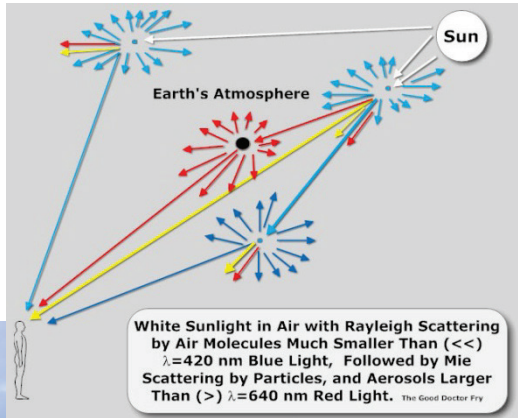 Sun
Earth's Atmosphere
White Sunlight in Air with Rayleigh Scattering
by Air Molecules Much Smaller Than (<<)
λ=420 nm Blue Light, Followed by Mie
Scattering by Particles, and Aerosols Larger
Than (>) λ=640 nm Red Light. The Good Doctor Fry